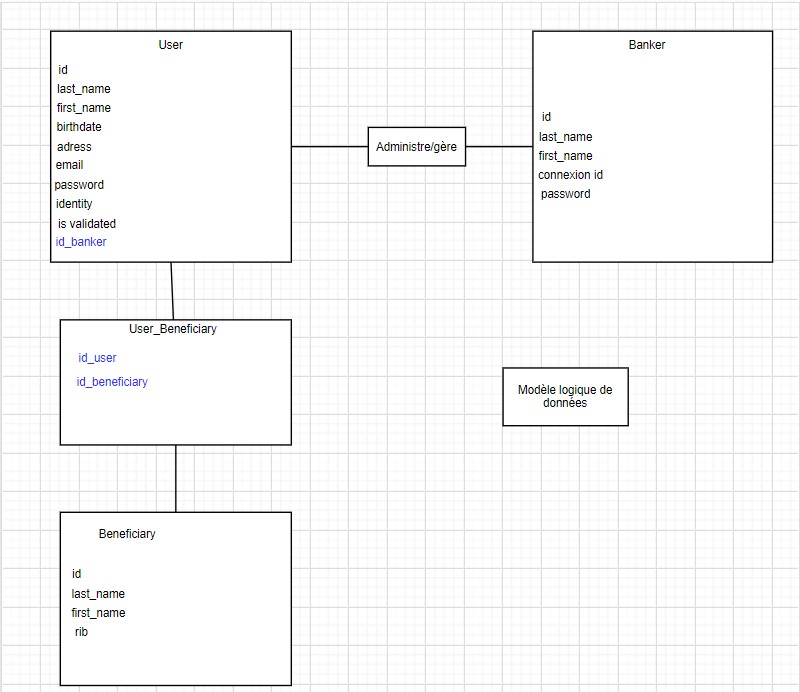 User
id
last_name
first_name
birthdate
adress
email
password
identity
is validated
id_banker
Administre/gère
Banker
id
last_name
first_name
connexion id
password
User_Beneficiary
id_user
id_beneficiary
Modèle logique de
données
Beneficiary
id
last_name
first_name
rib